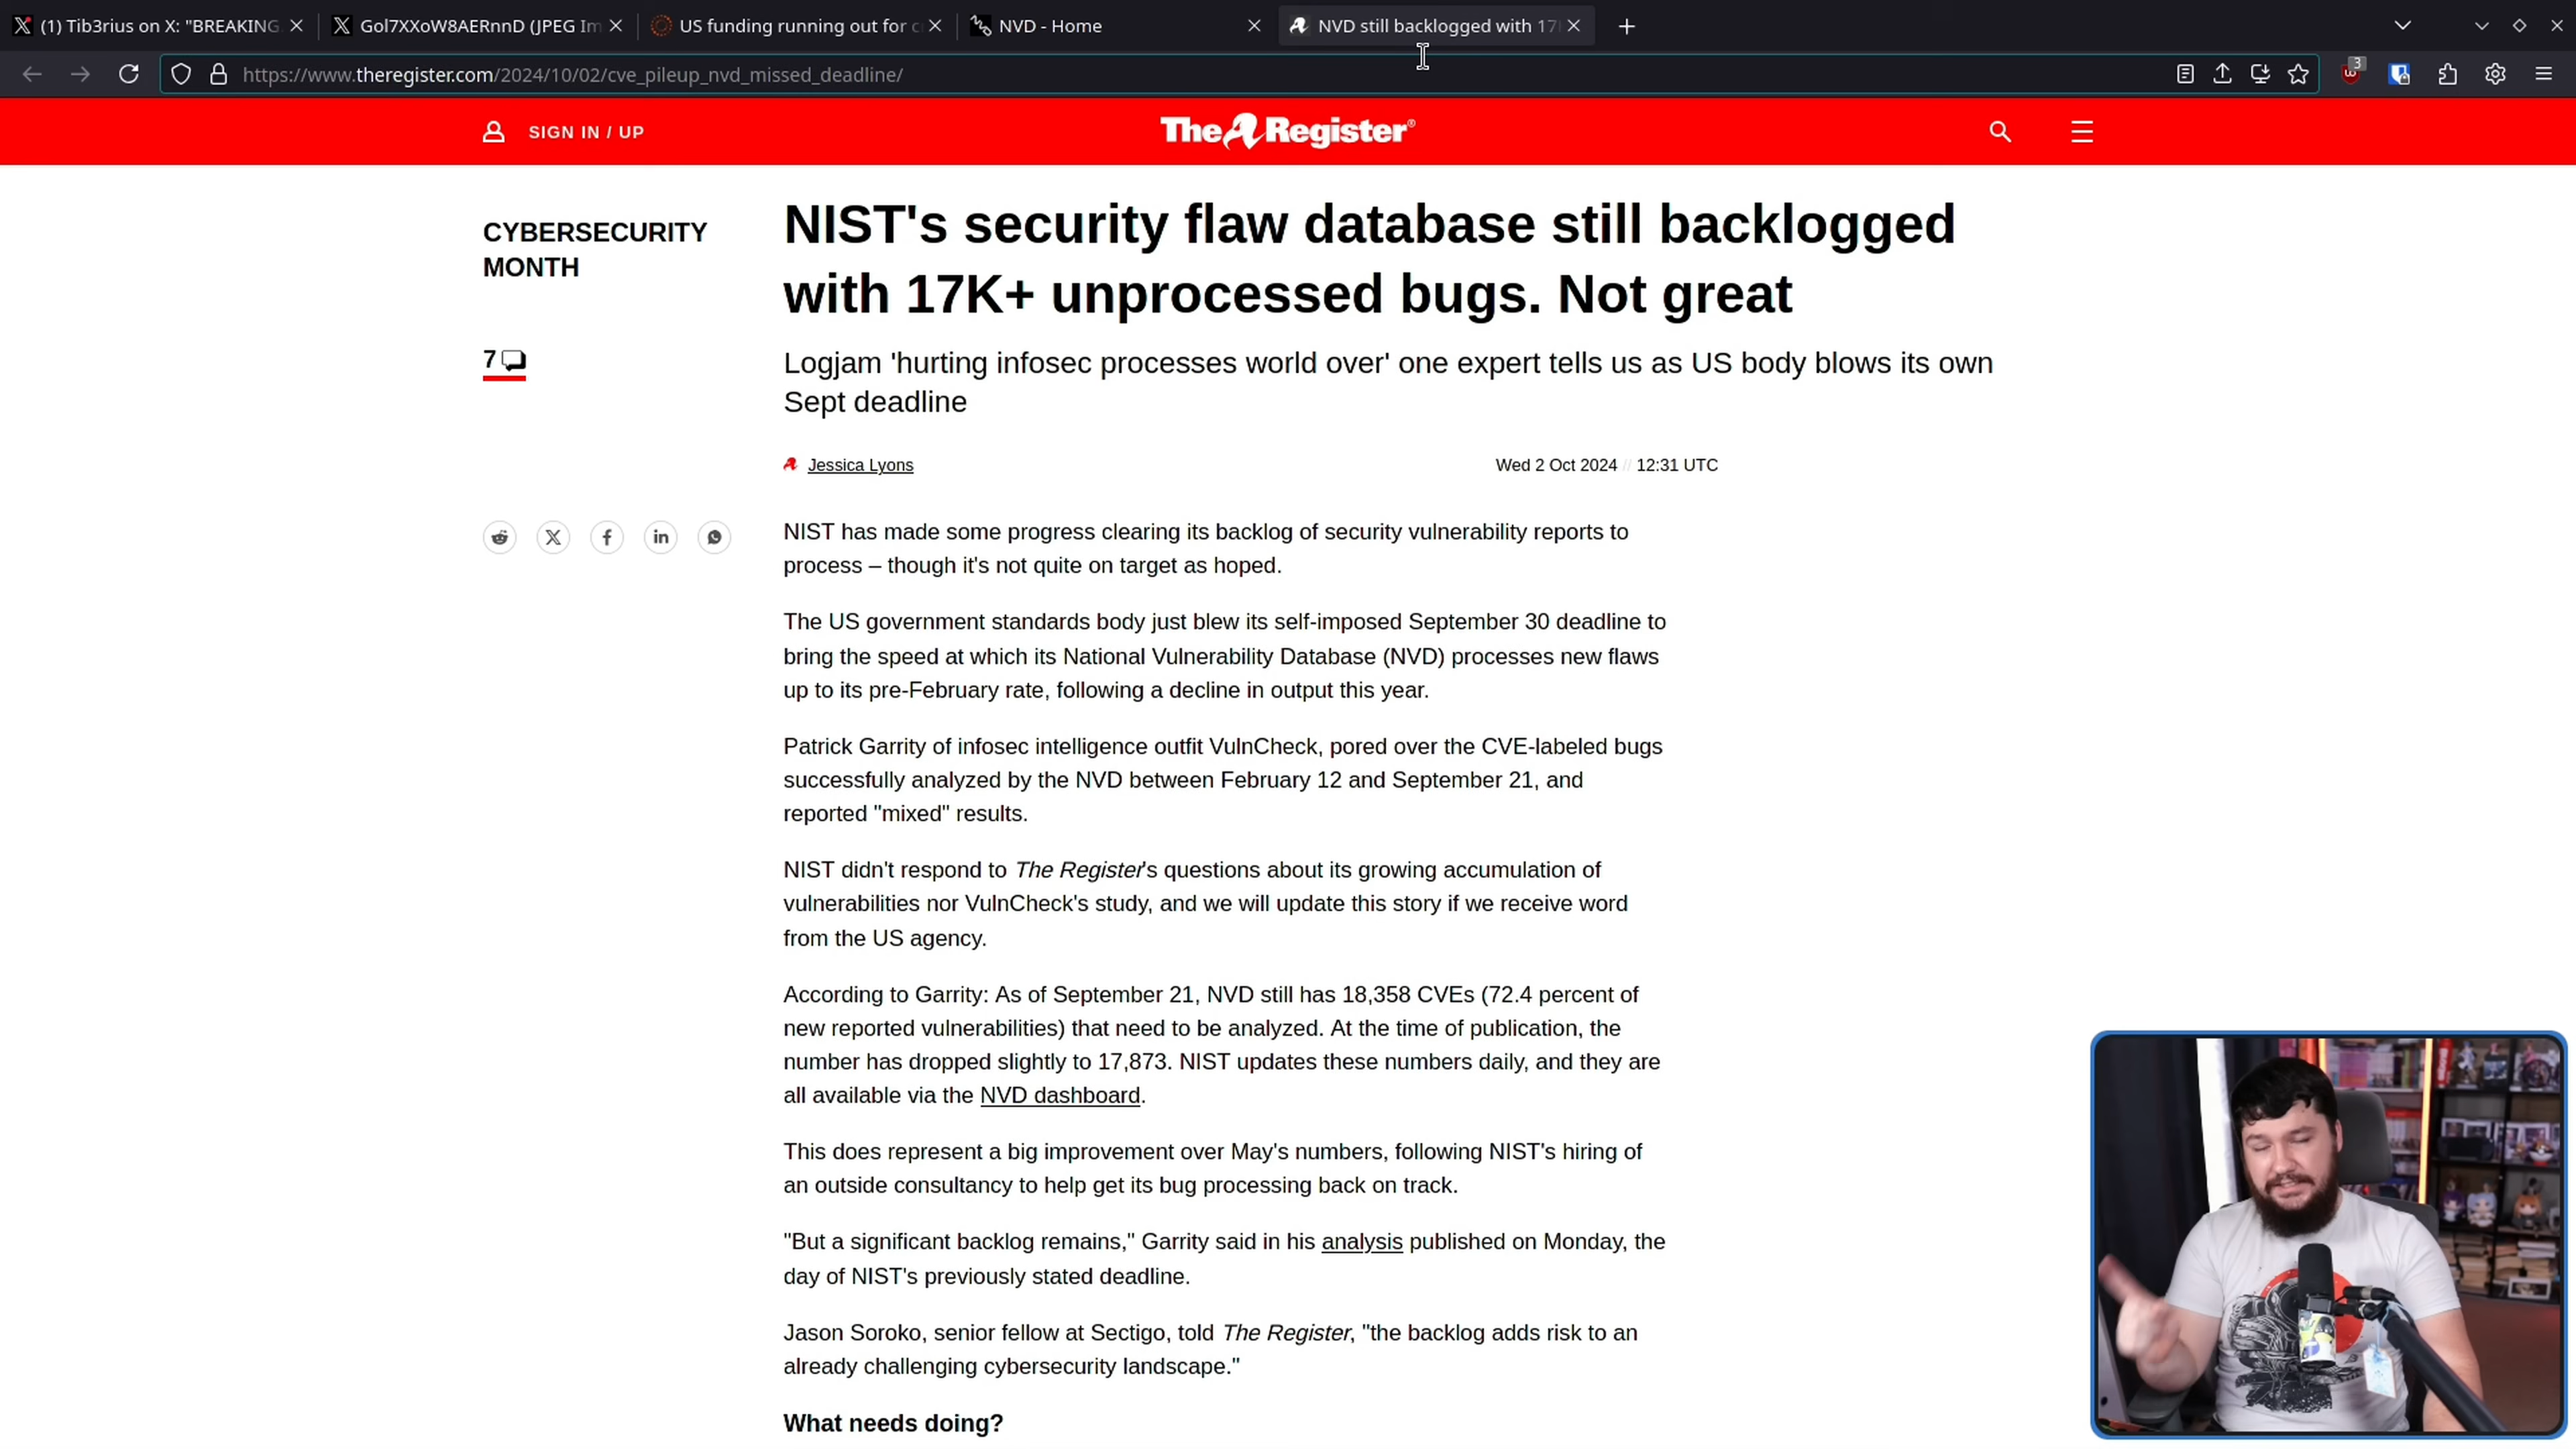 (1) Tib3rius on X: "BREAKING
Gol7XXoW8AERnnD (JPEG Im
US funding running out for c
NVD - Home
NVD still backlogged with 17
https://www.theregister.com/2024/10/02/cve_pileup_nvd_missed_deadline/
3
SIGN IN / UP
The Register®
CYBERSECURITY
MONTH
7
NIST's security flaw database still backlogged
with 17K+ unprocessed bugs. Not great
Logjam 'hurting infosec processes world over' one expert tells us as US body blows its own
Sept deadline
Jessica Lyons
Wed 2 Oct 2024 // 12:31 UTC
NIST has made some progress clearing its backlog of security vulnerability reports to
process – though it's not quite on target as hoped.
The US government standards body just blew its self-imposed September 30 deadline to
bring the speed at which its National Vulnerability Database (NVD) processes new flaws
up to its pre-February rate, following a decline in output this year.
Patrick Garrity of infosec intelligence outfit VulnCheck, pored over the CVE-labeled bugs
successfully analyzed by the NVD between February 12 and September 21, and
reported "mixed" results.
NIST didn't respond to The Register's questions about its growing accumulation of
vulnerabilities nor VulnCheck's study, and we will update this story if we receive word
from the US agency.
According to Garrity: As of September 21, NVD still has 18,358 CVEs (72.4 percent of
new reported vulnerabilities) that need to be analyzed. At the time of publication, the
number has dropped slightly to 17,873. NIST updates these numbers daily, and they are
all available via the NVD dashboard.
This does represent a big improvement over May's numbers, following NIST's hiring of
an outside consultancy to help get its bug processing back on track.
"But a significant backlog remains," Garrity said in his analysis published on Monday, the
day of NIST's previously stated deadline.
Jason Soroko, senior fellow at Sectigo, told The Register, "the backlog adds risk to an
already challenging cybersecurity landscape."
What needs doing?